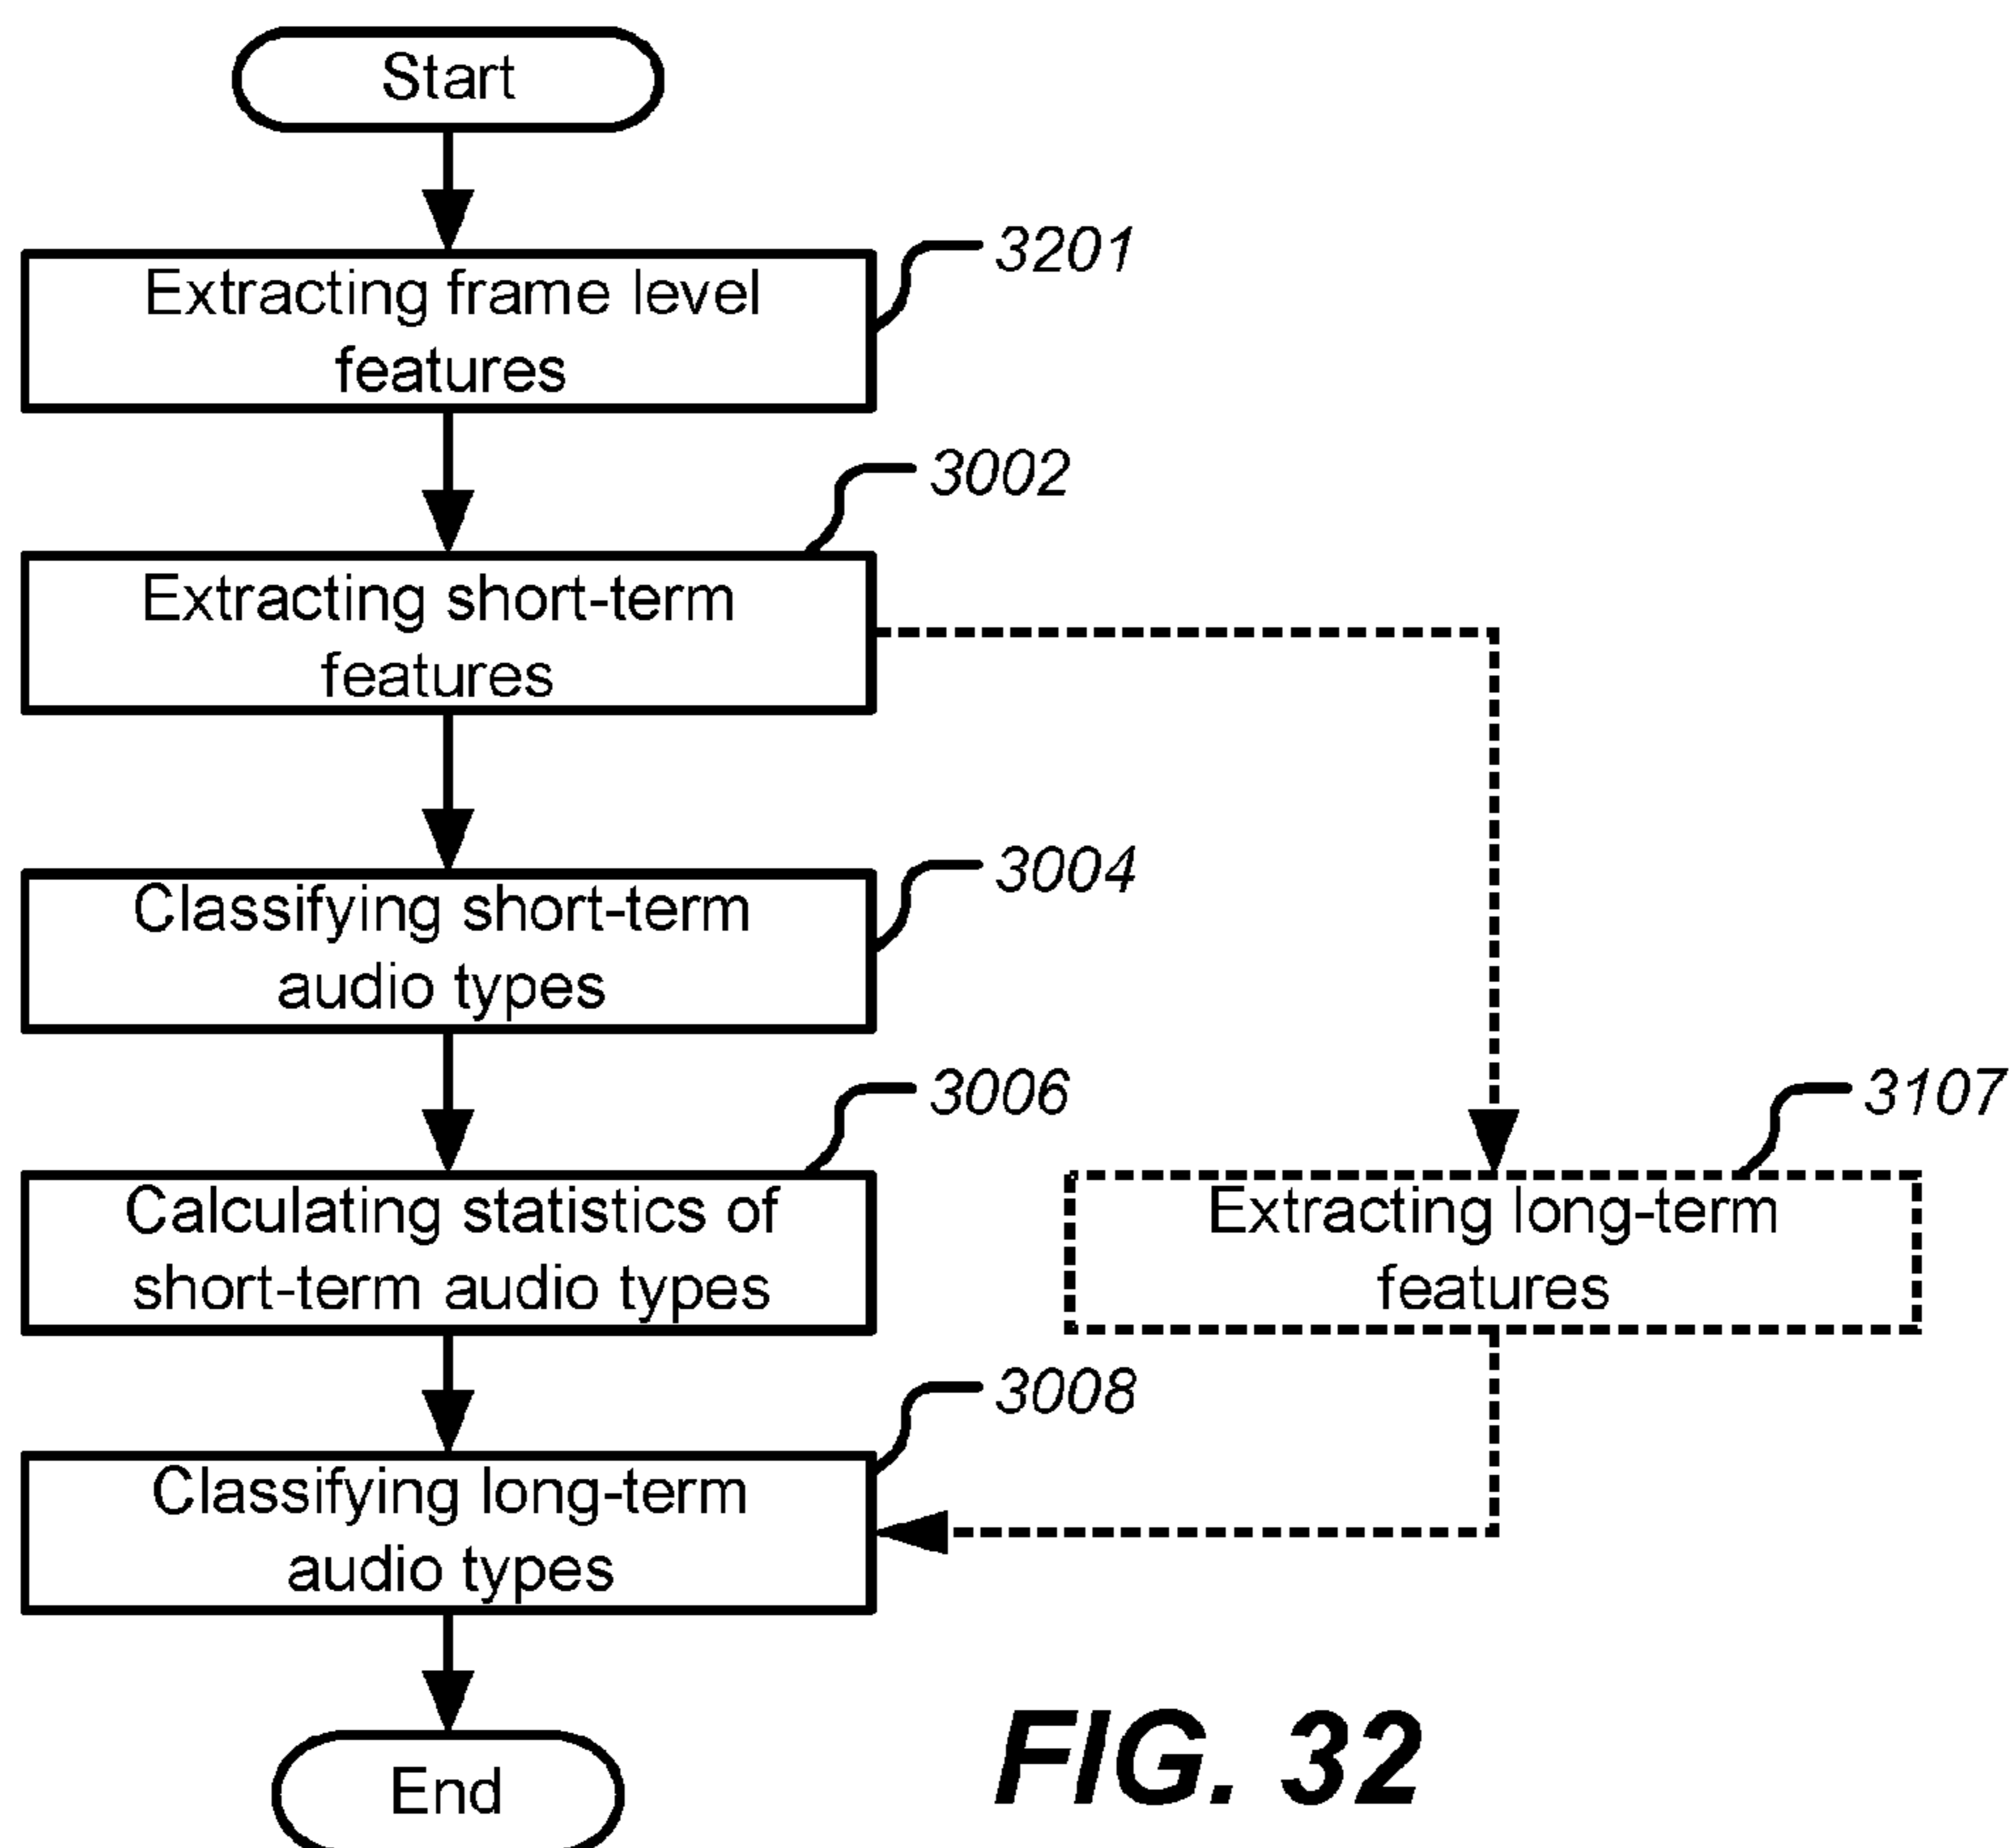 Start
3201
Extracting frame level
features
3002
Extracting short-term
features
3004
Classifying short-term
audio types
3006
Calculating statistics of
short-term audio types
3107
Extracting long-term
features
3008
Classifying long-term
audio types
End
FIG. 32